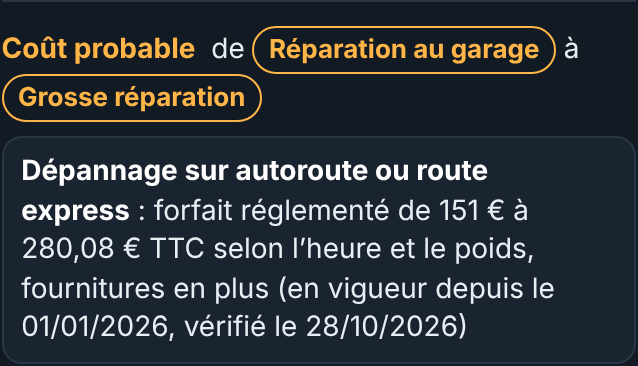 Coût probable de Réparation au garage à
Grosse réparation
Dépannage sur autoroute ou route
express : forfait réglementé de 151 € à
280,08 € TTC selon l’heure et le poids,
fournitures en plus (en vigueur depuis le
01/01/2026, vérifié le 28/10/2026)